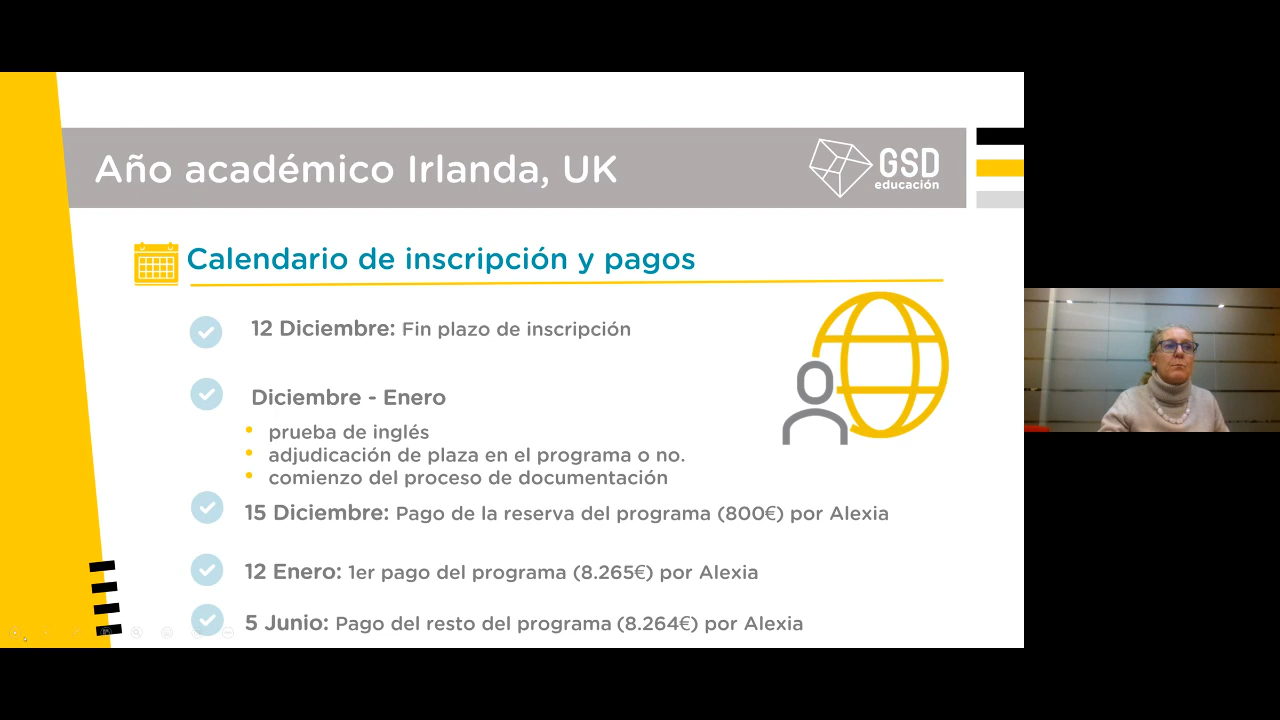 Año académico Irlanda, UK
GSD
educación
Calendario de inscripción y pagos
12 Diciembre: Fin plazo de inscripción
Diciembre - Enero
• prueba de inglés
• adjudicación de plaza en el programa o no.
• comienzo del proceso de documentación
15 Diciembre: Pago de la reserva del programa (800€) por Alexia
12 Enero: 1er pago del programa (8.265€) por Alexia
5 Junio: Pago del resto del programa (8.264€) por Alexia